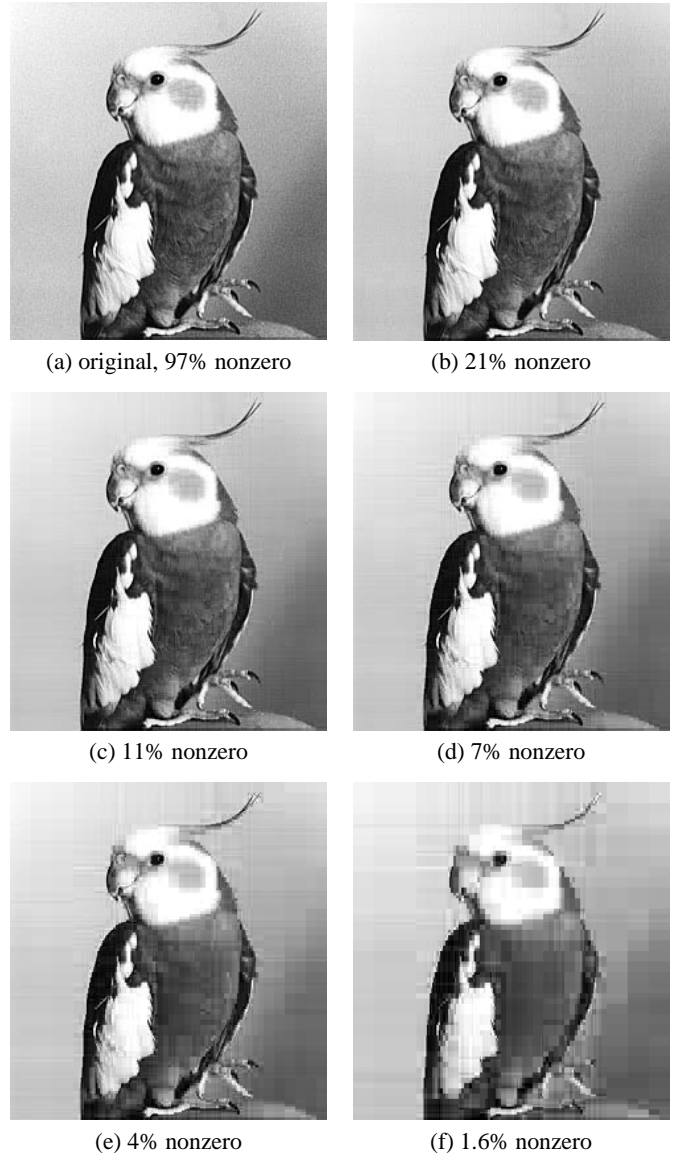 (a) original, 97% nonzero
(b) 21% nonzero
(c) 11% nonzero
(d) 7% nonzero
(e) 4% nonzero
(f) 1.6% nonzero